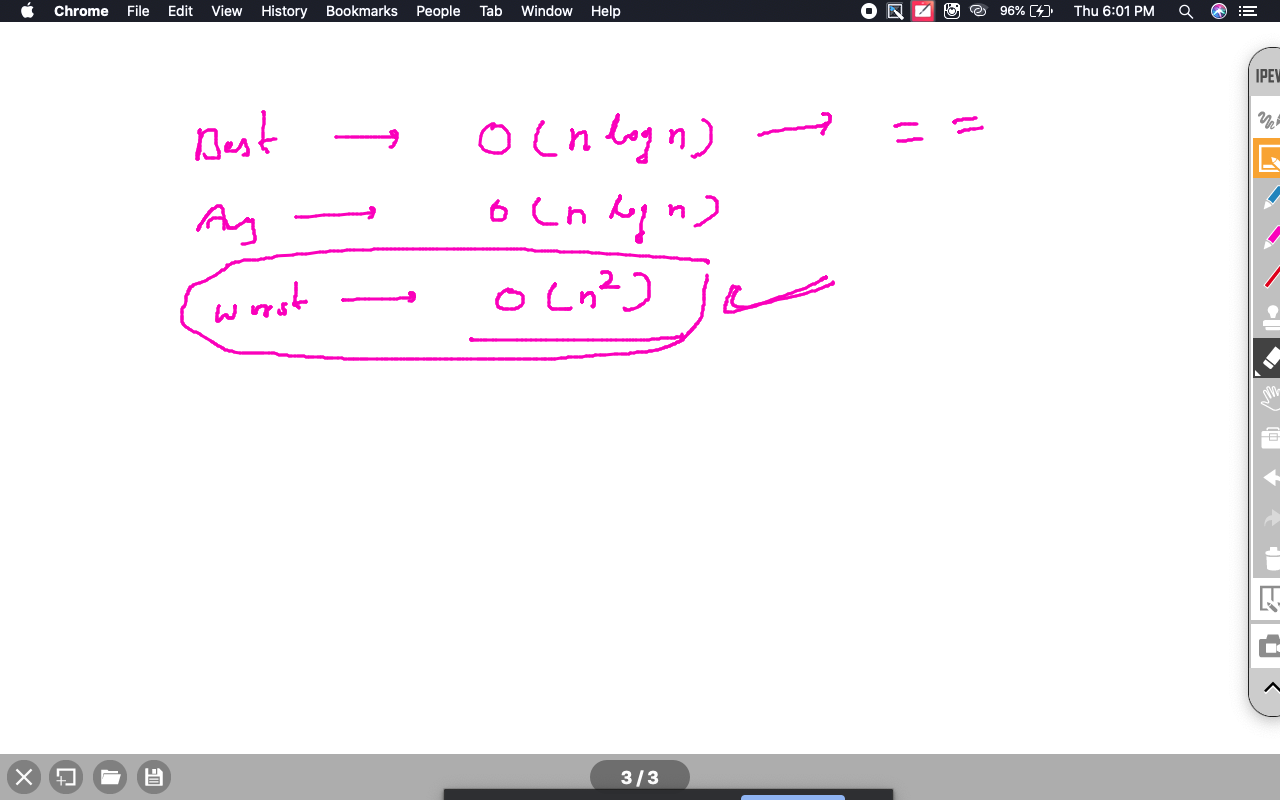 Chrome File Edit View History Bookmarks People Tab Window Help 96% Thu 6:01 PM
IPEV
Best → O(n log n) → = =
Avg → O(n log n)
Worst → O(n²)
3/3